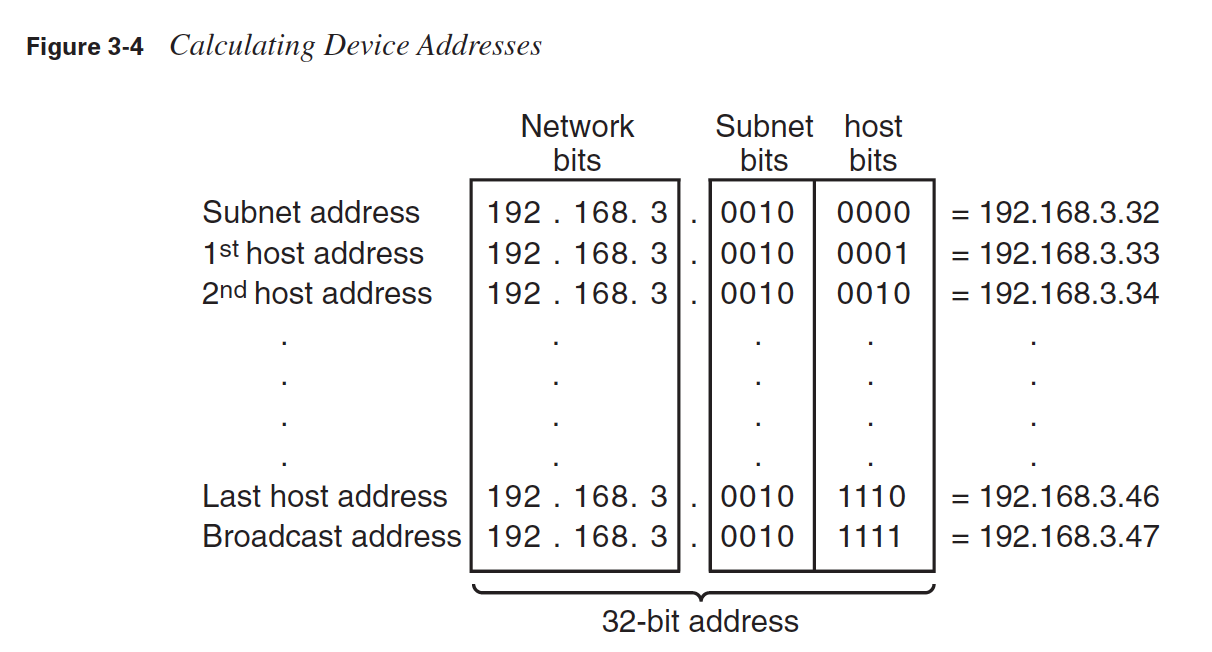 Figure 3-4 Calculating Device Addresses
Network Subnet host
bits bits bits
Subnet address 192 . 168. 3 . 0010 0000 = 192.168.3.32
1st host address 192 . 168. 3 . 0010 0001 = 192.168.3.33
2nd host address 192 . 168. 3 . 0010 0010 = 192.168.3.34
. . . . .
. . . . .
. . . . .
. . . . .
Last host address 192 . 168. 3 . 0010 1110 = 192.168.3.46
Broadcast address 192 . 168. 3 . 0010 1111 = 192.168.3.47
32-bit address